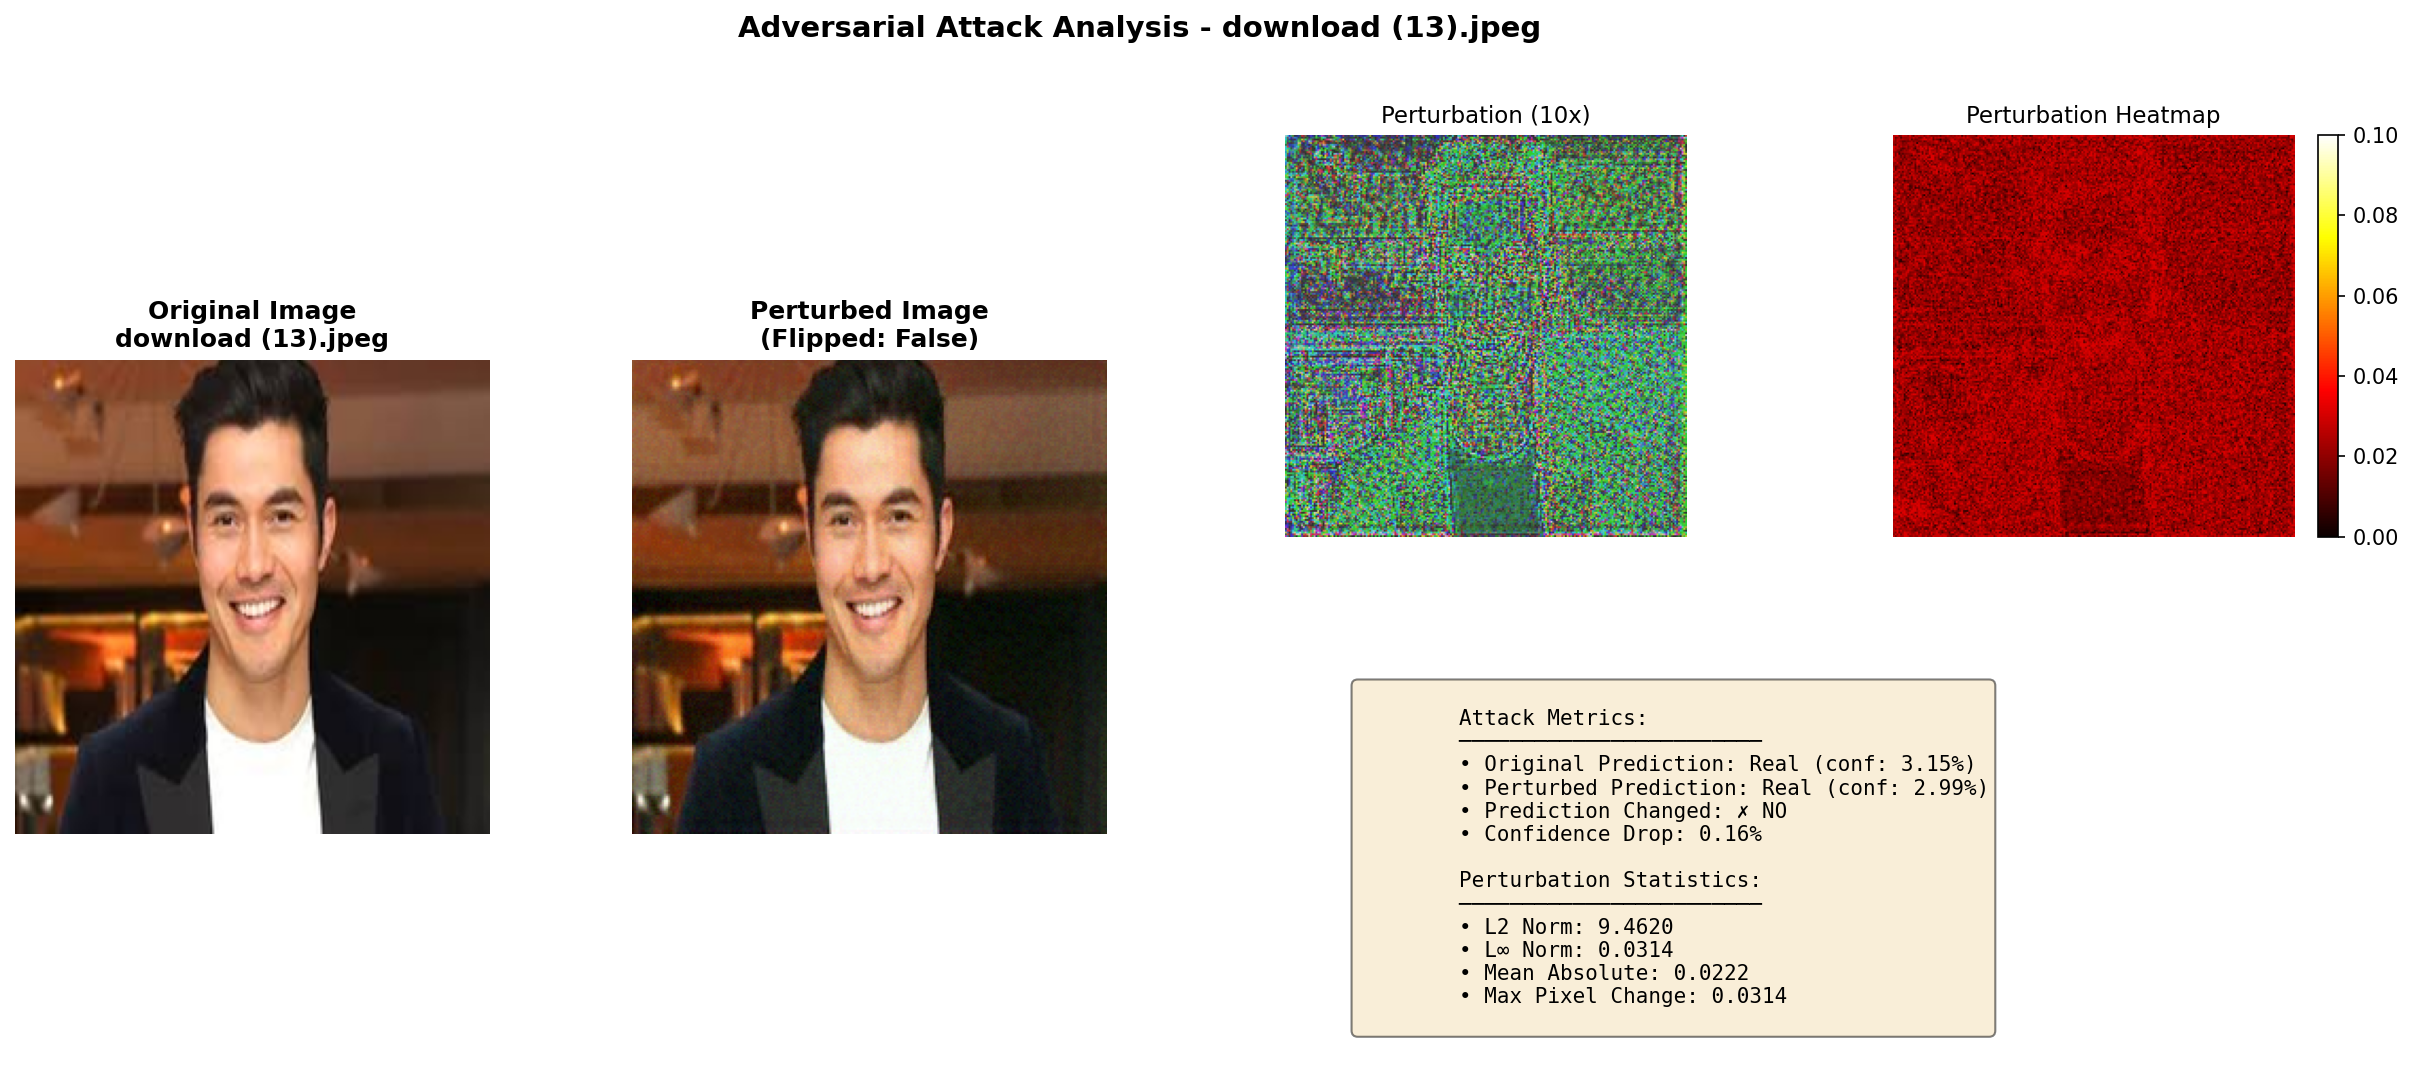 Adversarial Attack Analysis - download (13).jpeg
Original Image
download (13).jpeg
Perturbed Image
(Flipped: False)
Perturbation (10x)
Perturbation Heatmap
0.10
0.08
0.06
0.04
0.02
0.00
Attack Metrics:
• Original Prediction: Real (conf: 3.15%)
• Perturbed Prediction: Real (conf: 2.99%)
• Prediction Changed: ✗ NO
• Confidence Drop: 0.16%
Perturbation Statistics:
• L2 Norm: 9.4620
• L∞ Norm: 0.0314
• Mean Absolute: 0.0222
• Max Pixel Change: 0.0314